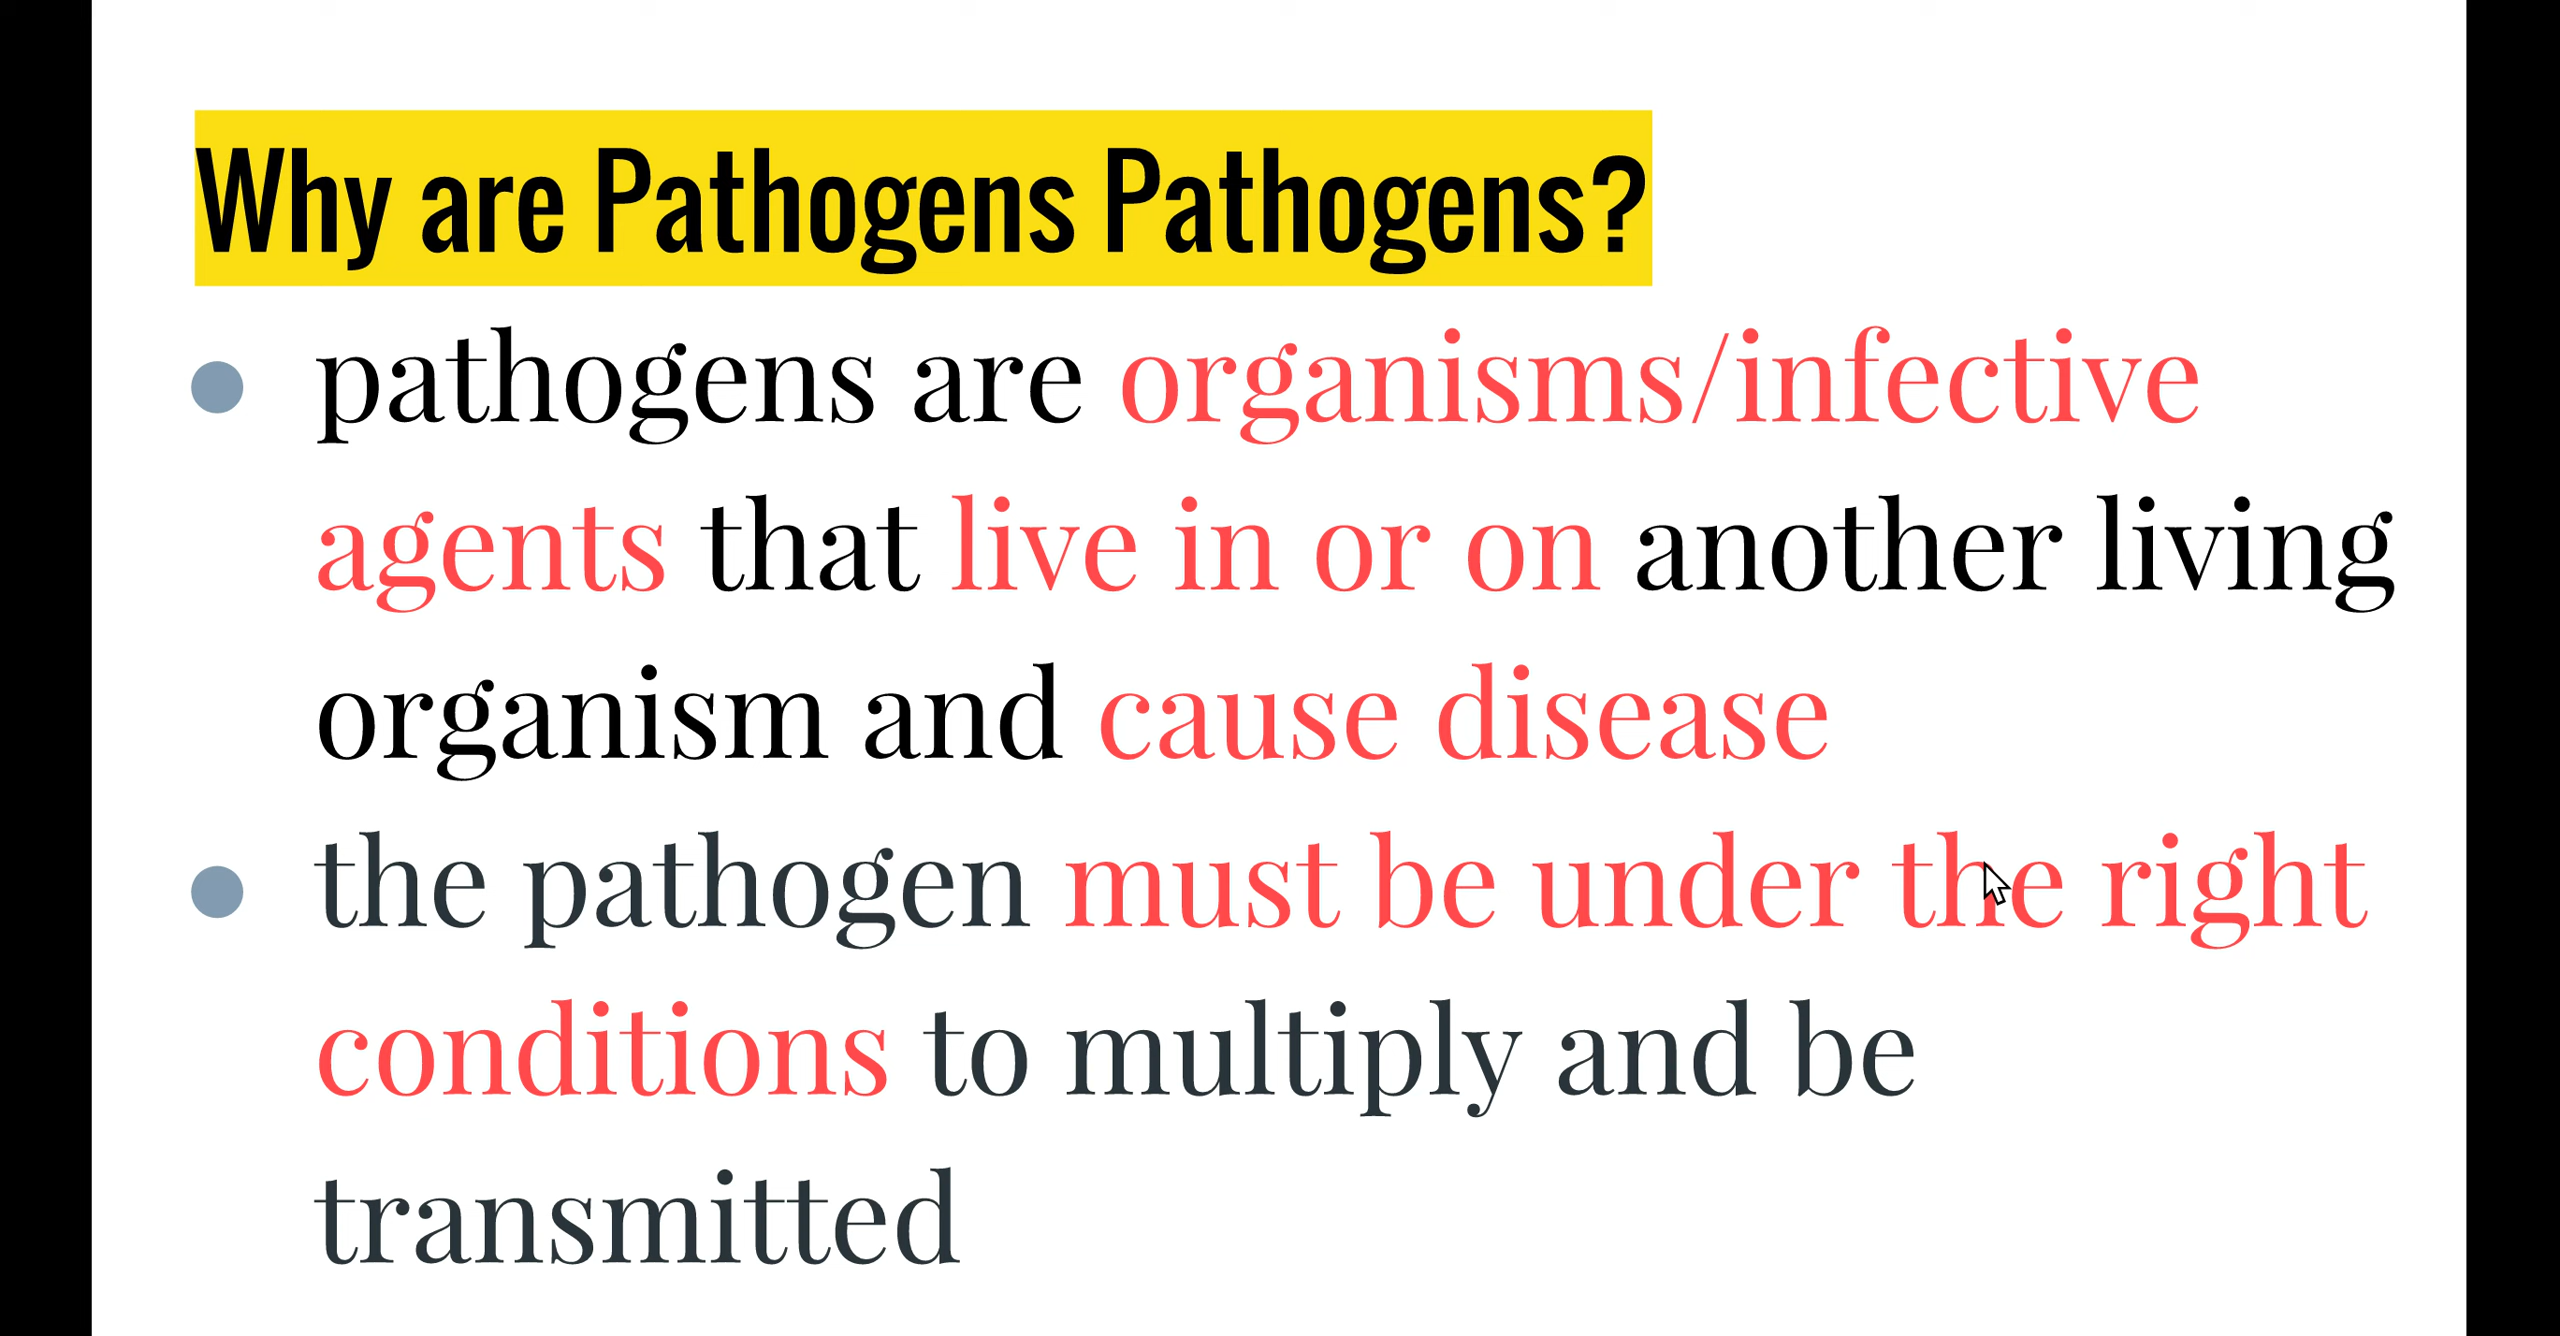 Why are Pathogens Pathogens?
● pathogens are organisms/infective
agents that live in or on another living
organism and cause disease
● the pathogen must be under the right
conditions to multiply and be
transmitted